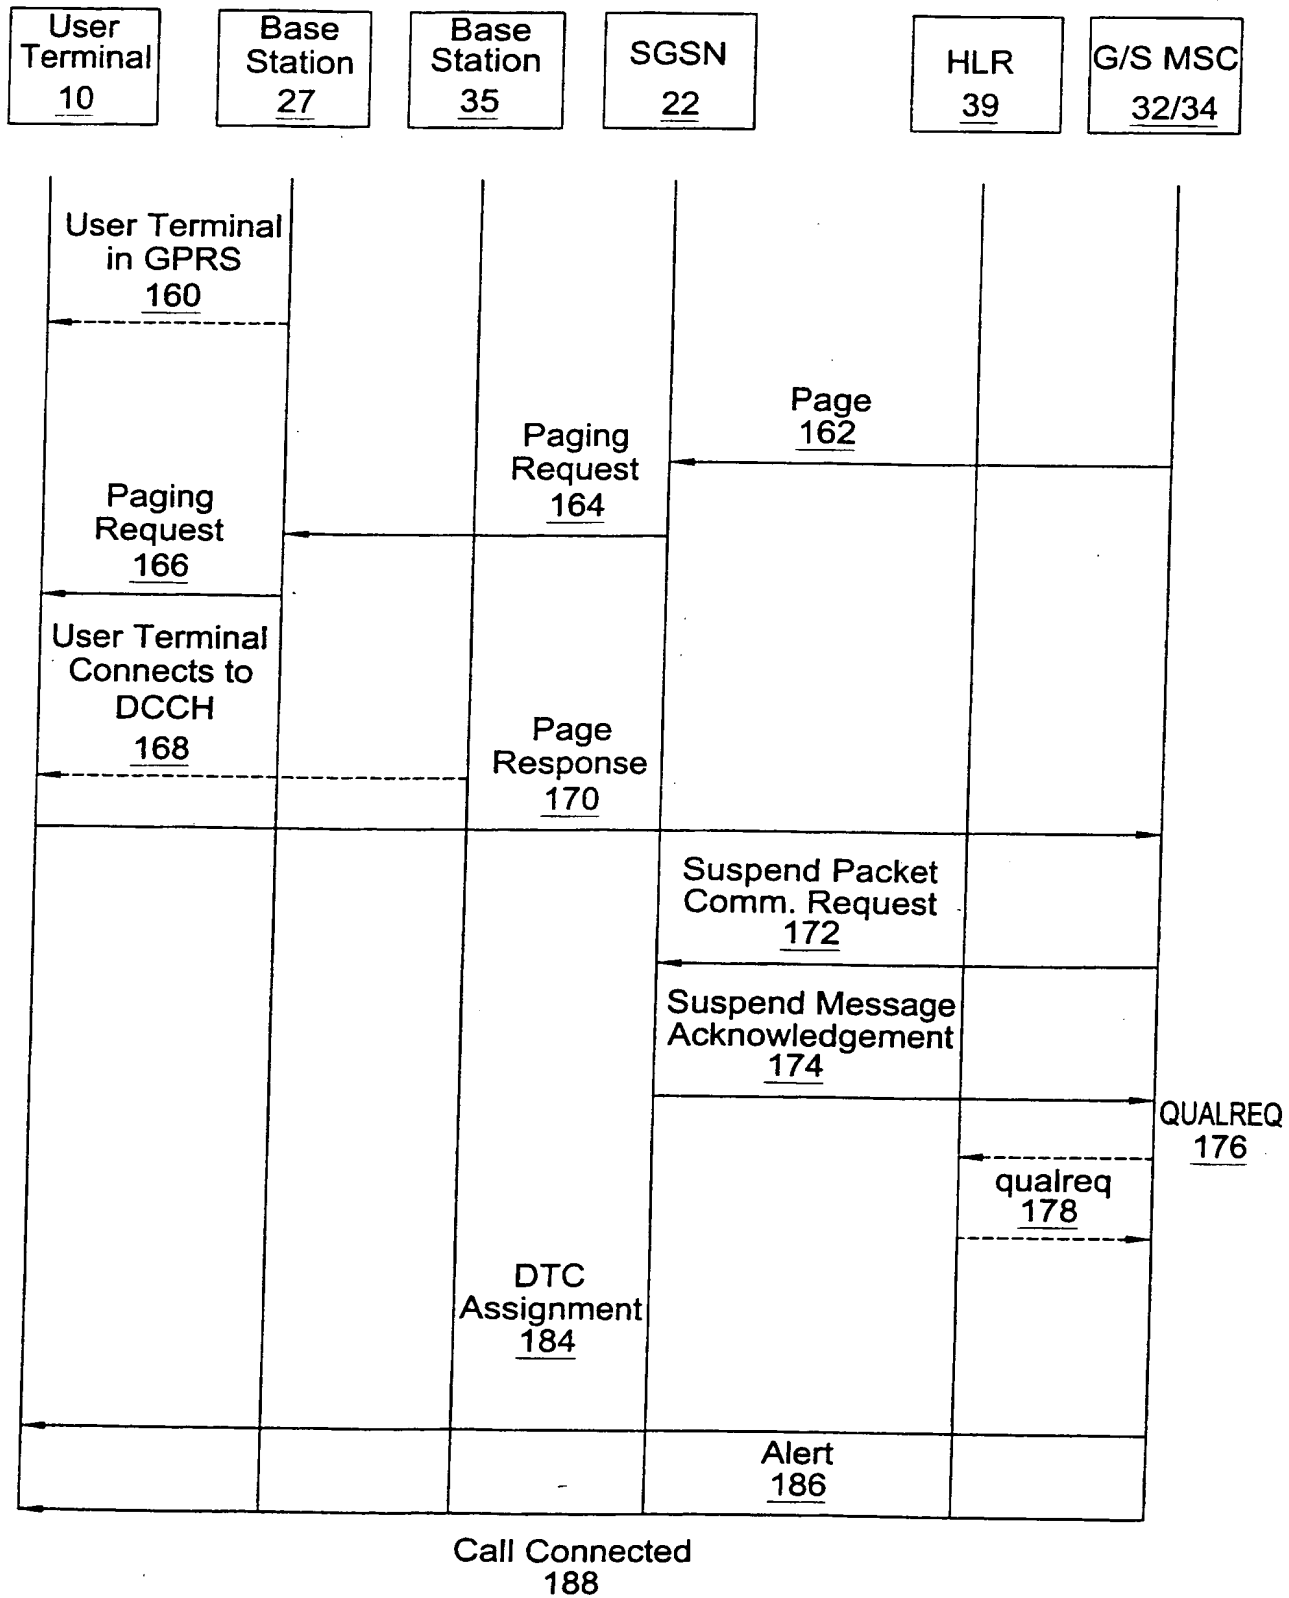 User
Terminal
10
Base
Station
27
Base
Station
35
SGSN
22
HLR
39
G/S MSC
32/34
User Terminal
in GPRS
160
Page
162
Paging
Request
164
Paging
Request
166
User Terminal
Connects to
DCCH
168
Page
Response
170
Suspend Packet
Comm. Request
172
Suspend Message
Acknowledgement
174
QUALREQ
176
qualreq
178
DTC
Assignment
184
Alert
186
Call Connected
188